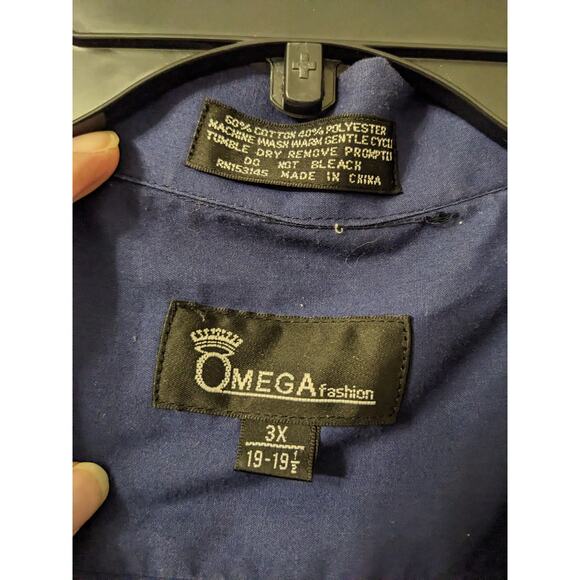 60% COTTON 40% POLYESTER
MACHINE WASH WARM GENTLE CYCLE
TUMBLE DRY REMOVE PROMPTL
DO NOT BLEACH
RN153145 MADE IN CHINA
OMEGA fashion
3X
19-19½